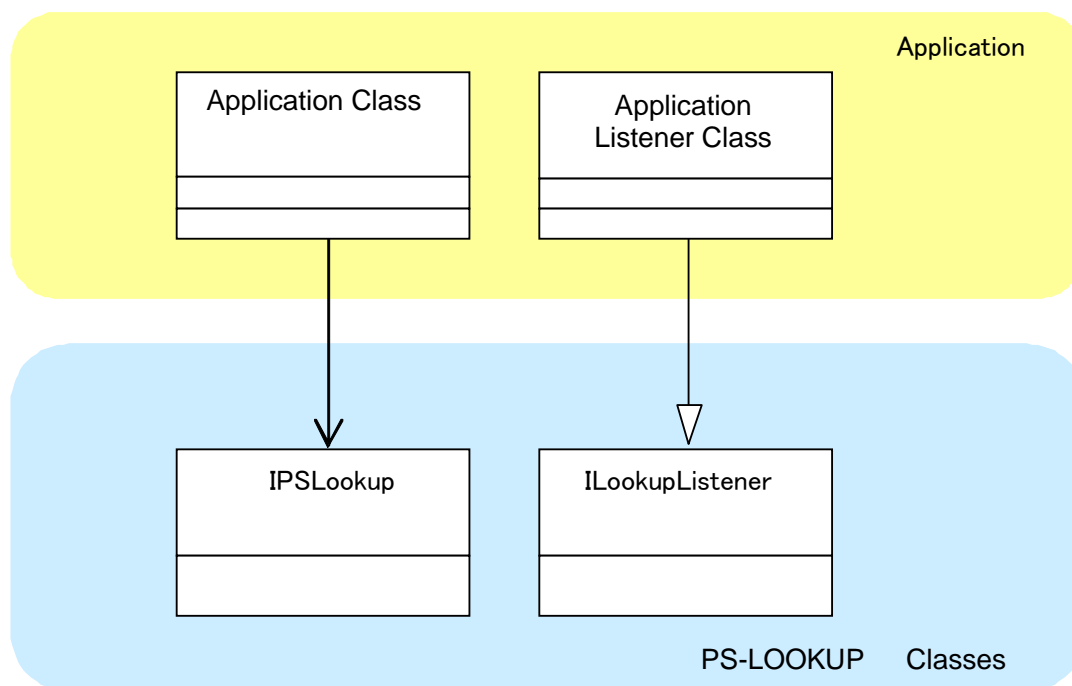 Application
Application Class
Application
Listener Class
IPSLookup
ILookupListener
PS-LOOKUP Classes